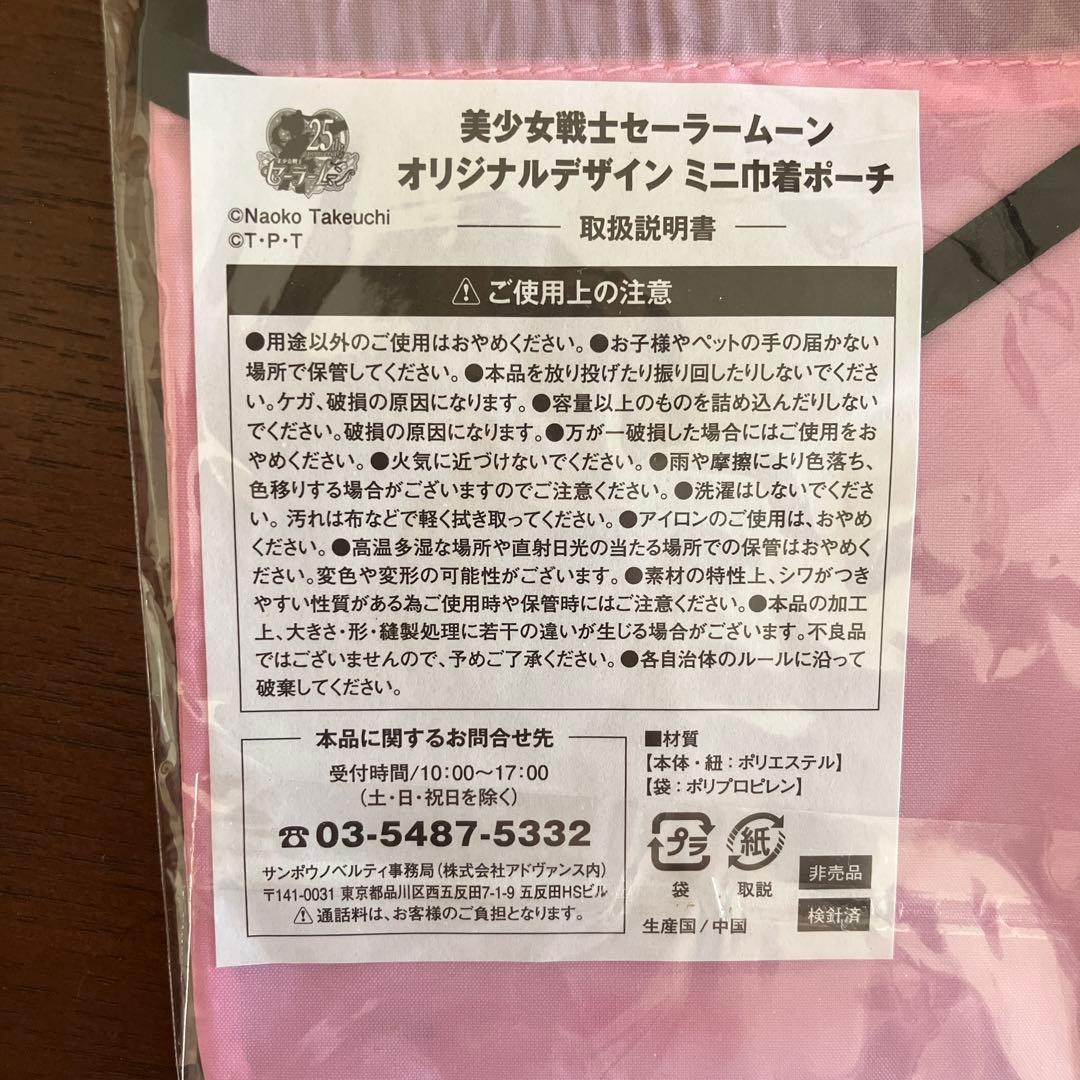 25th
美少女戦士
セーラームーン
©Naoko Takeuchi
©T・P・T
美少女戦士セーラームーン
オリジナルデザイン ミニ巾着ポーチ
取扱説明書
⚠ ご使用上の注意
●用途以外のご使用はおやめください。●お子様やペットの手の届かない
場所で保管してください。●本品を放り投げたり振り回したりしないでくださ
い。ケガ、破損の原因になります。●容量以上のものを詰め込んだりしない
でください。破損の原因になります。●万が一破損した場合にはご使用をお
やめください。●火気に近づけないでください。●雨や摩擦により色落ち、
色移りする場合がございますのでご注意ください。●洗濯はしないでくださ
い。汚れは布などで軽く拭き取ってください。●アイロンのご使用は、おやめ
ください。●高温多湿な場所や直射日光の当たる場所での保管はおやめく
ださい。変色や変形の可能性がございます。●素材の特性上、シワがつき
やすい性質がある為ご使用時や保管時にはご注意ください。●本品の加工
上、大きさ・形・縫製処理に若干の違いが生じる場合がございます。不良品
ではございませんので、予めご了承ください。●各自治体のルールに沿って
破棄してください。
本品に関するお問合せ先
受付時間/10:00〜17:00
(土・日・祝日を除く)
☎03-5487-5332
サンポウノベルティ事務局(株式会社アドヴァンス内)
〒141-0031 東京都品川区西五反田7-1-9 五反田HSビル
⚠ 通話料は、お客様のご負担となります。
■材質
【本体・紐:ポリエステル】
【袋:ポリプロピレン】
プラ
袋
紙
取説
非売品
検針済
生産国/中国